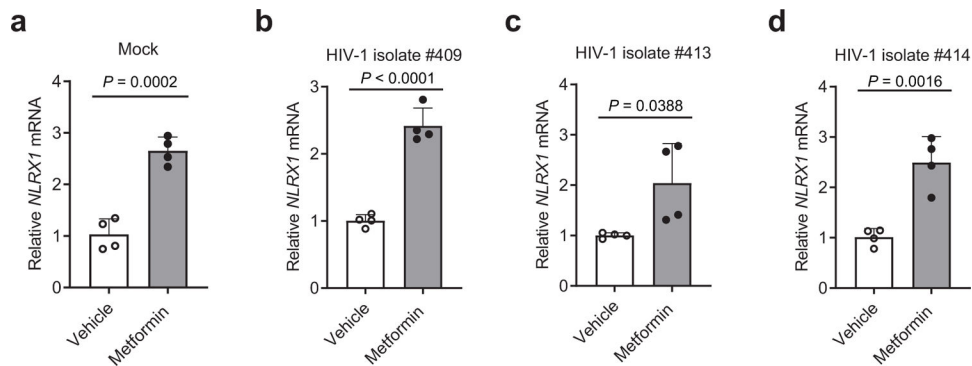 a
Mock
P = 0.0002
Relative NLRX1 mRNA
4
3
2
1
0
Vehicle
Metformin
b
HIV-1 isolate #409
P < 0.0001
Relative NLRX1 mRNA
3
2
1
0
Vehicle
Metformin
c
HIV-1 isolate #413
P = 0.0388
Relative NLRX1 mRNA
4
3
2
1
0
Vehicle
Metformin
d
HIV-1 isolate #414
P = 0.0016
Relative NLRX1 mRNA
4
3
2
1
0
Vehicle
Metformin